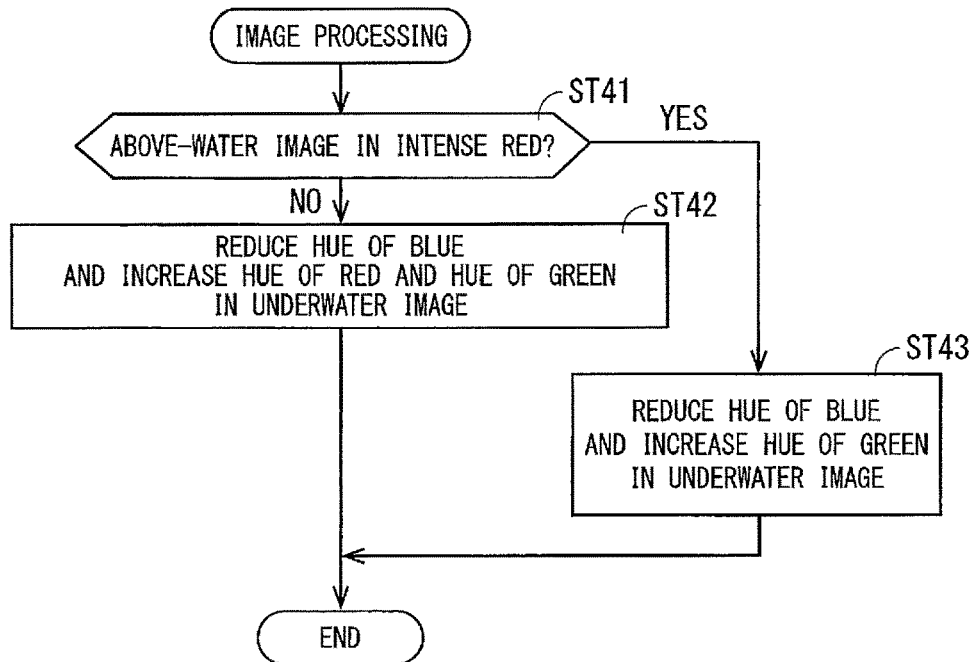 IMAGE PROCESSING
ST41
ABOVE-WATER IMAGE IN INTENSE RED?
YES
NO
ST42
REDUCE HUE OF BLUE
AND INCREASE HUE OF RED AND HUE OF GREEN
IN UNDERWATER IMAGE
ST43
REDUCE HUE OF BLUE
AND INCREASE HUE OF GREEN
IN UNDERWATER IMAGE
END